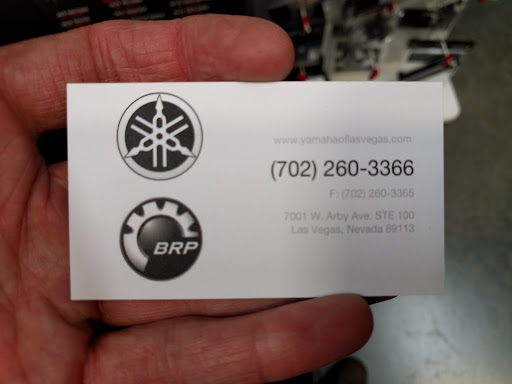 www.yamahaoflasvegas.com
(702) 260-3366
F: (702) 260-3365
7001 W. Arby Ave. STE 100
Las Vegas, Nevada 89113
BRP